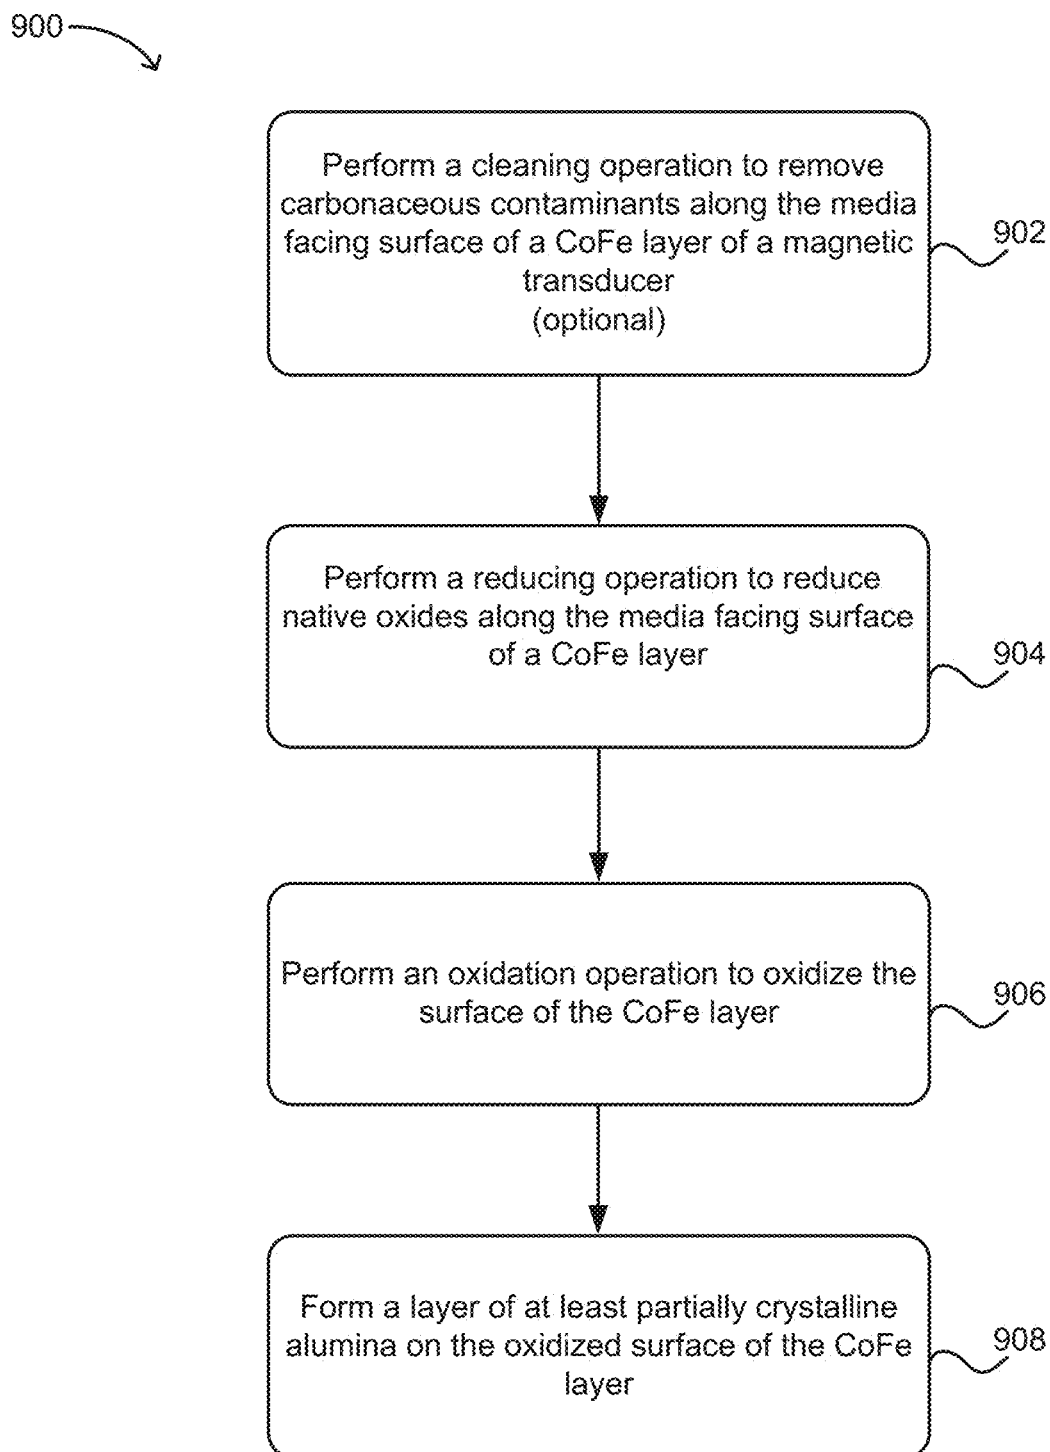 900
Perform a cleaning operation to remove
carbonaceous contaminants along the media
facing surface of a CoFe layer of a magnetic
transducer
(optional)
902
Perform a reducing operation to reduce
native oxides along the media facing surface
of a CoFe layer
904
Perform an oxidation operation to oxidize the
surface of the CoFe layer
906
Form a layer of at least partially crystalline
alumina on the oxidized surface of the CoFe
layer
908